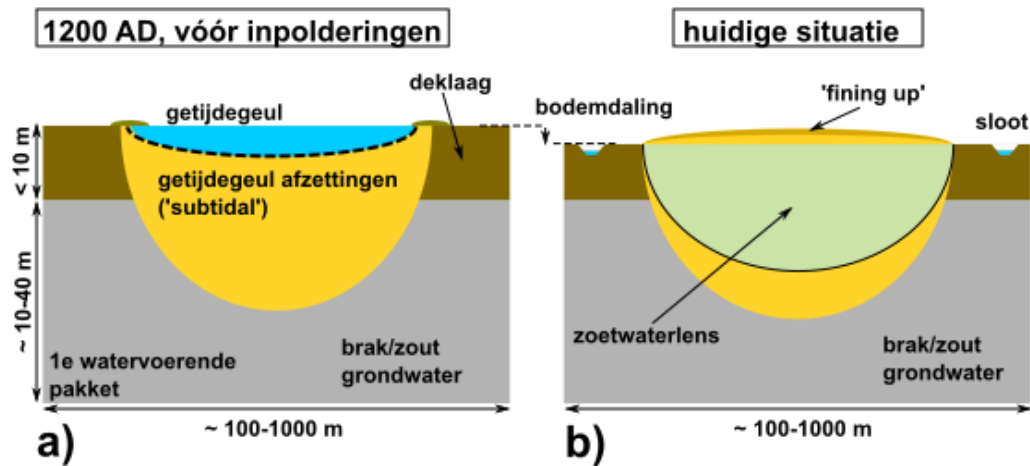 1200 AD, vóór inpolderingen
deklaag
getijdegeul
getijdegeul afzettingen
('subtidal')
< 10 m
~ 10-40 m
1e watervoerende
pakket
brak/zout
grondwater
~ 100-1000 m
a)
huidige situatie
bodemdaling
'fining up'
sloot
zoetwaterlens
brak/zout
grondwater
~ 100-1000 m
b)